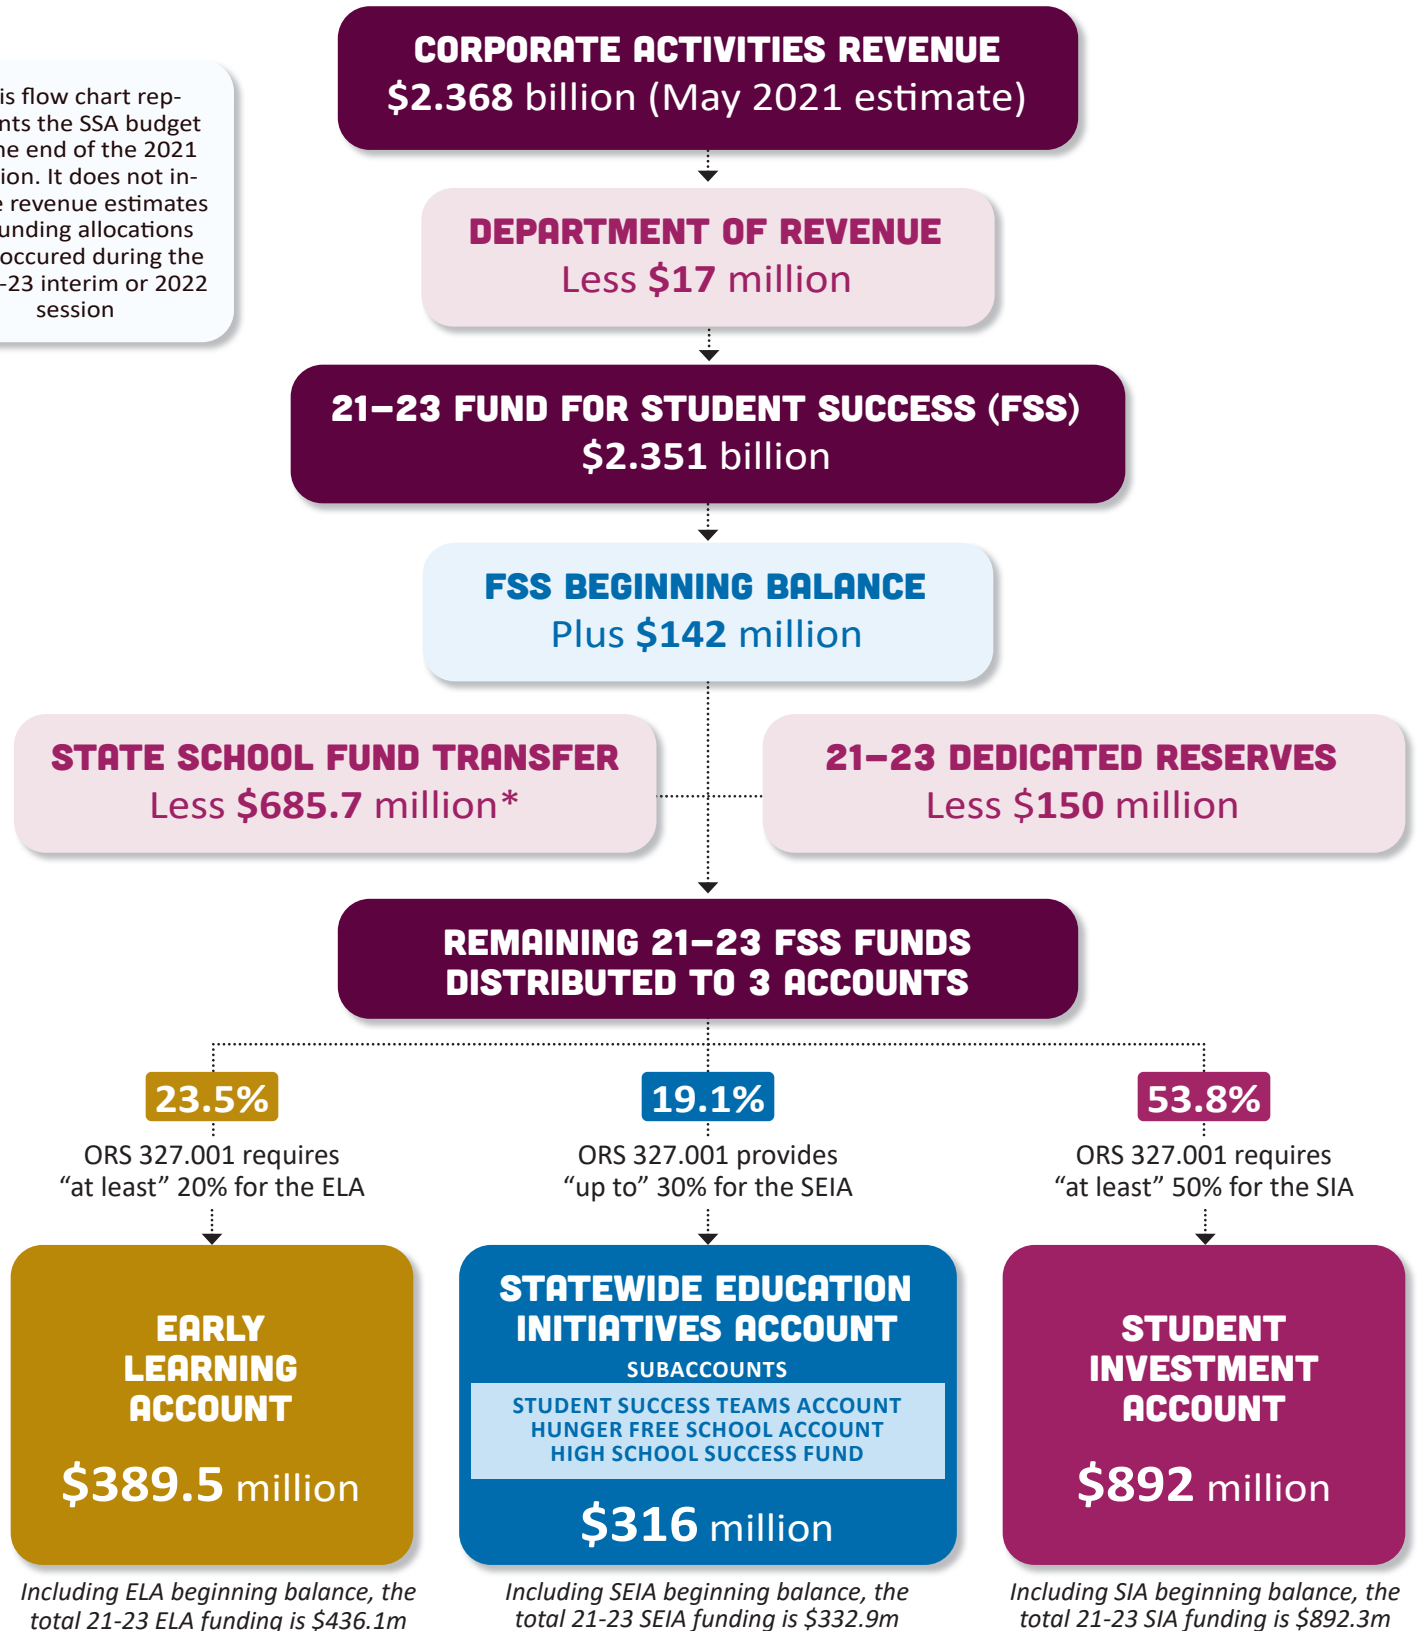 CORPORATE ACTIVITIES REVENUE
$2.368 billion (May 2021 estimate)
is flow chart rep-
nts the SSA budget
he end of the 2021
ion. It does not in-
e revenue estimates
unding allocations
occured during the
-23 interim or 2022
session
DEPARTMENT OF REVENUE
Less $17 million
21–23 FUND FOR STUDENT SUCCESS (FSS)
$2.351 billion
FSS BEGINNING BALANCE
Plus $142 million
STATE SCHOOL FUND TRANSFER
Less $685.7 million*
21–23 DEDICATED RESERVES
Less $150 million
REMAINING 21–23 FSS FUNDS
DISTRIBUTED TO 3 ACCOUNTS
23.5%
ORS 327.001 requires
“at least” 20% for the ELA
EARLY
LEARNING
ACCOUNT
$389.5 million
Including ELA beginning balance, the
total 21-23 ELA funding is $436.1m
19.1%
ORS 327.001 provides
“up to” 30% for the SEIA
STATEWIDE EDUCATION
INITIATIVES ACCOUNT
SUBACCOUNTS
STUDENT SUCCESS TEAMS ACCOUNT
HUNGER FREE SCHOOL ACCOUNT
HIGH SCHOOL SUCCESS FUND
$316 million
Including SEIA beginning balance, the
total 21-23 SEIA funding is $332.9m
53.8%
ORS 327.001 requires
“at least” 50% for the SIA
STUDENT
INVESTMENT
ACCOUNT
$892 million
Including SIA beginning balance, the
total 21-23 SIA funding is $892.3m